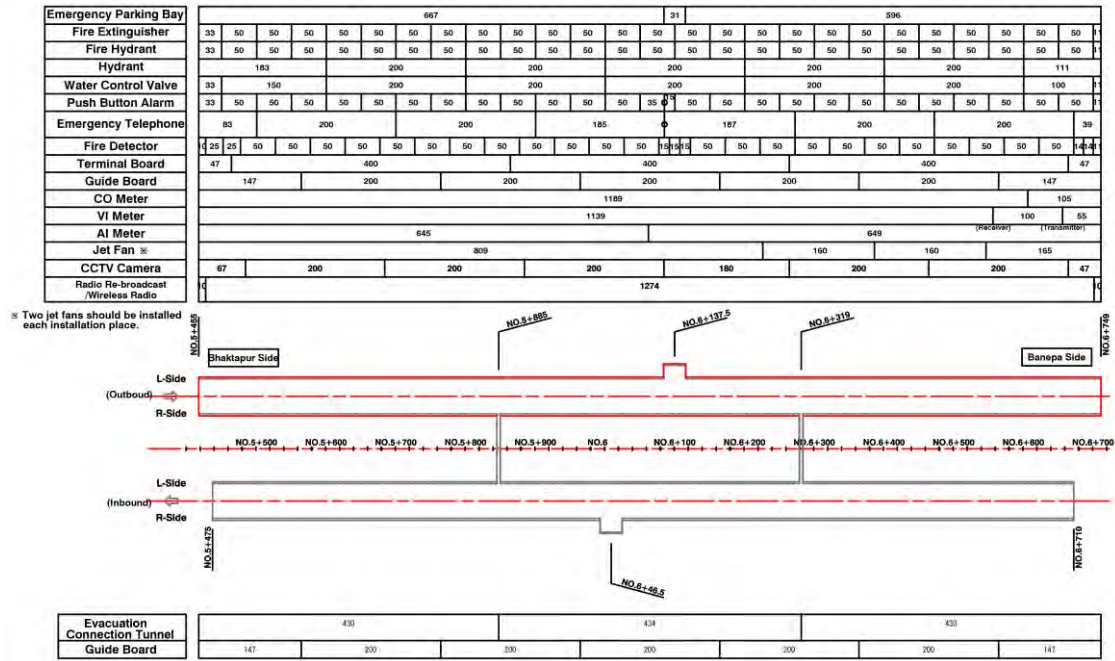 Emergency Parking Bay 667 31 596
Fire Extinguisher 33 50 50 50 50 50 50 50 50 50 50 50 50 50 50 50 50 50 50 50 50 50 50 50 50 50 11
Fire Hydrant 33 50 50 50 50 50 50 50 50 50 50 50 50 50 50 50 50 50 50 50 50 50 50 50 50 50 11
Hydrant 183 200 200 200 200 200 111
Water Control Valve 33 150 200 200 200 200 200 100 11
Push Button Alarm 33 50 50 50 50 50 50 50 50 50 50 50 50 35 15 50 50 50 50 50 50 50 50 50 50 50 50 11
Emergency Telephone 83 200 200 185 187 200 200 39
Fire Detector 10 25 25 50 50 50 50 50 50 50 50 50 50 50 50 15 15 15 50 50 50 50 50 50 50 50 50 50 50 14 14 11
Terminal Board 47 400 400 400 47
Guide Board 147 200 200 200 200 200 147
CO Meter 1189 105
VI Meter 1139 100 55
(Receiver) (Transmitter)
AI Meter 645 649
Jet Fan ※ 809 160 160 165
CCTV Camera 67 200 200 200 180 200 200 47
Radio Re-broadcast
/Wireless Radio 10 1274 10
※ Two jet fans should be installed
each installation place.
NO.5+455 NO.5+885 NO.6+137.5 NO.6+319 NO.6+749
Bhaktapur Side Banepa Side
L-Side
(Outboud)
R-Side
NO.5+500 NO.5+600 NO.5+700 NO.5+800 NO.5+900 NO.6 NO.6+100 NO.6+200 NO.6+300 NO.6+400 NO.6+500 NO.6+600 NO.6+700
L-Side
(Inbound)
R-Side
NO.5+475 NO.6+46.5 NO.6+710
Evacuation
Connection Tunnel 430 434 430
Guide Board 147 200 200 200 200 200 147